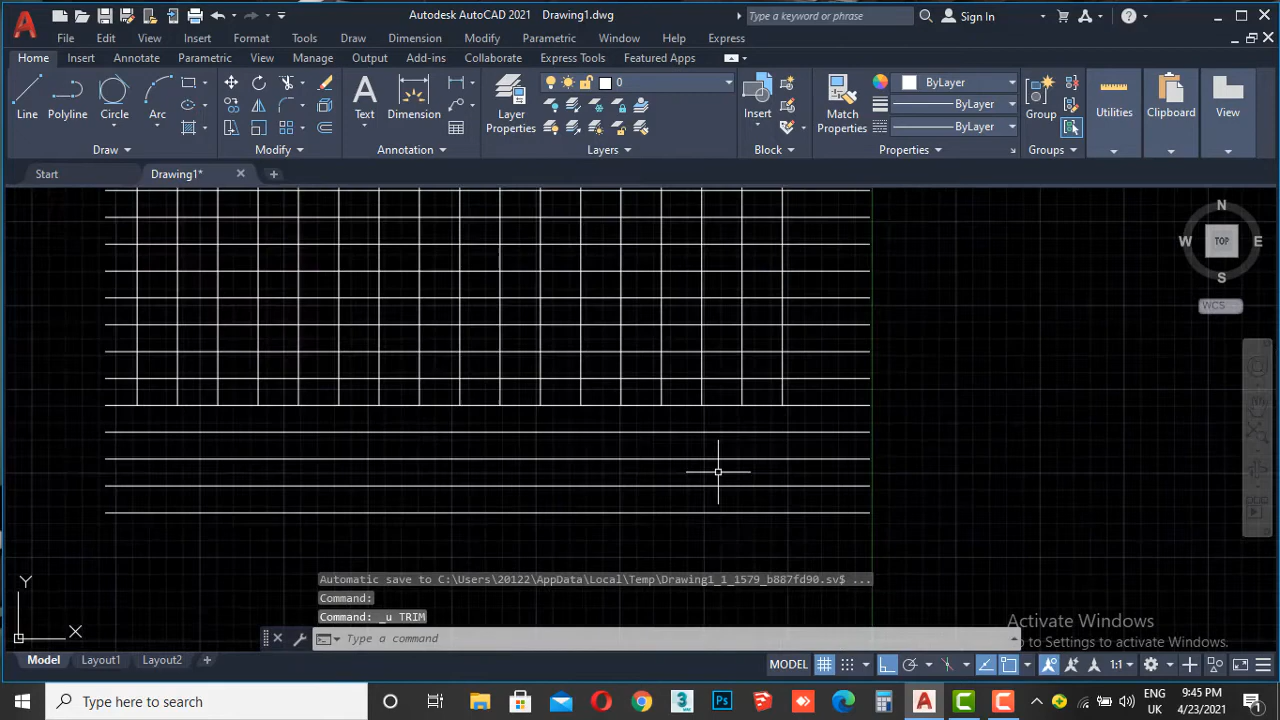 Autodesk AutoCAD 2021 Drawing1.dwg
Type a keyword or phrase
Sign In
File Edit View Insert Format Tools Draw Dimension Modify Parametric Window Help Express
Home Insert Annotate Parametric View Manage Output Add-ins Collaborate Express Tools Featured Apps
0
ByLayer
ByLayer
ByLayer
Line Polyline Circle Arc Text Dimension Layer Properties Insert Match Properties Group Utilities Clipboard View
Draw Modify Annotation Layers Block Properties Groups
Start Drawing1*
N
W TOP E
S
WCS
Automatic save to C:\Users\20122\AppData\Local\Temp\Drawing1_1_1579_b887fd90.sv$ ...
Command:
Command: _u TRIM
Type a command
Y
X
Activate Windows
Go to Settings to activate Windows.
Model Layout1 Layout2
MODEL
1:1
Type here to search
3
Ps
A
C
C
ENG
UK
9:45 PM
4/23/2021
1